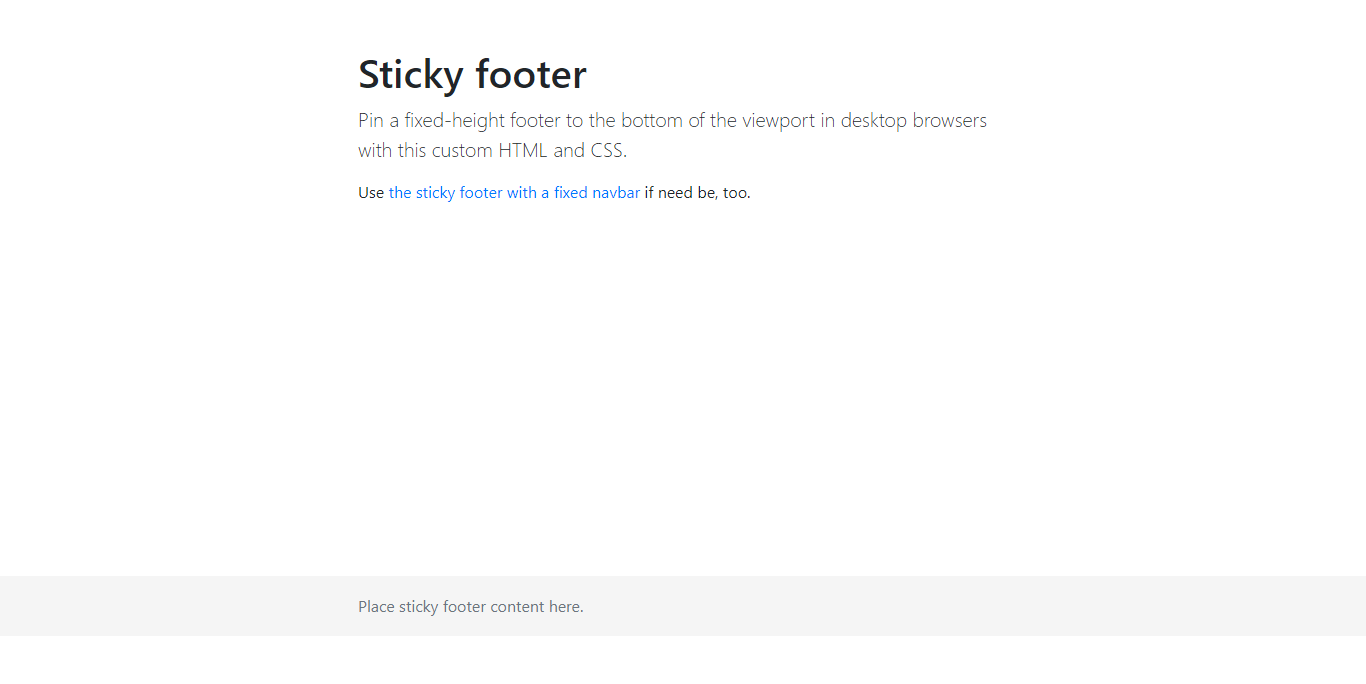 Sticky footer
Pin a fixed-height footer to the bottom of the viewport in desktop browsers
with this custom HTML and CSS.
Use the sticky footer with a fixed navbar if need be, too.
Place sticky footer content here.